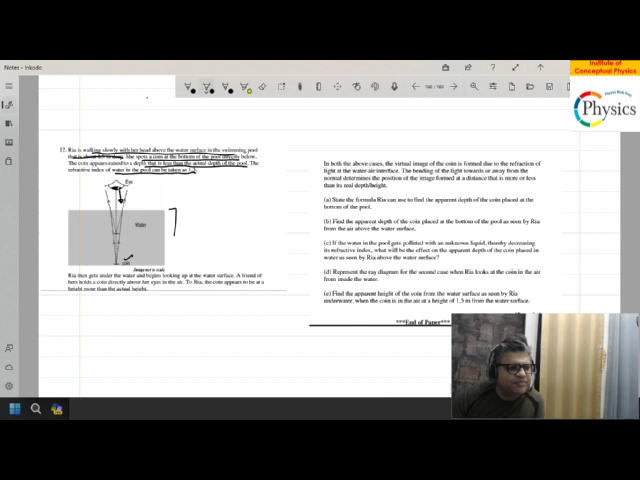 Notes - Inkodo
Institute of
Conceptual Physics
Physics
12. Ria is walking slowly with her head above the water surface in the swimming pool
that is about deep. She spots a coin at the bottom of the pool directly below.
The coin appears raised to a depth that is less than the actual depth of the pool. The
refractive index of water in the pool can be taken as
Eye
Water
coin
Image not to scale
Ria then gets under the water and begins looking up at the water surface. A friend of
hers holds a coin directly above her eyes in the air. To Ria, the coin appears to be at a
height more than the actual height.
In both the above cases, the virtual image of the coin is formed due to the refraction of
light at the water-air interface. The bending of the light towards or away from the
normal determines the position of the image formed at a distance that is more or less
than its real depth/height.
(a) State the formula Ria can use to find the apparent depth of the coin placed at the
bottom of the pool.
(b) Find the apparent depth of the coin placed at the bottom of the pool as seen by Ria
from the air above the water surface.
(c) If the water in the pool gets polluted with an unknown liquid, thereby decreasing
its refractive index, what will be the effect on the apparent depth of the coin placed in
water as seen by Ria above the water surface?
(d) Represent the ray diagram for the second case when Ria looks at the coin in the air
from inside the water.
(e) Find the apparent height of the coin from the water surface as seen by Ria
underwater, when the coin is in the air at a height of 1.5 m from the water surface.
***End of Paper***